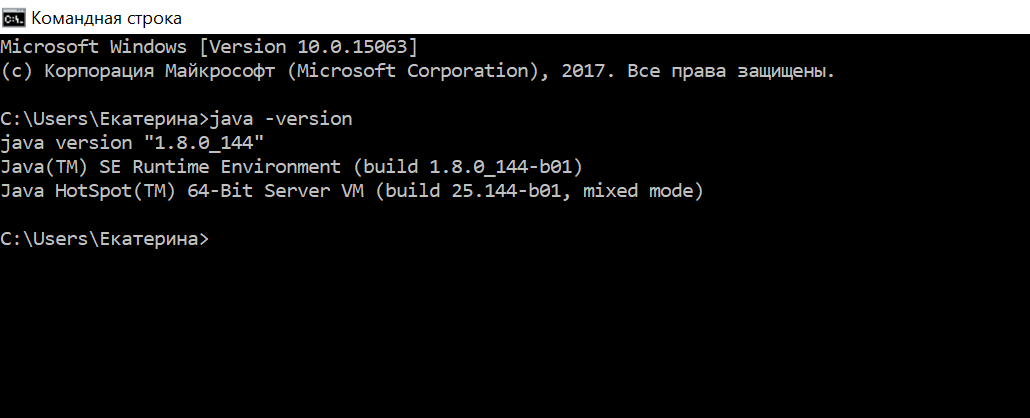 Командная строка
Microsoft Windows [Version 10.0.15063]
(c) Корпорация Майкрософт (Microsoft Corporation), 2017. Все права защищены.
C:\Users\Екатерина>java -version
java version "1.8.0_144"
Java(TM) SE Runtime Environment (build 1.8.0_144-b01)
Java HotSpot(TM) 64-Bit Server VM (build 25.144-b01, mixed mode)
C:\Users\Екатерина>